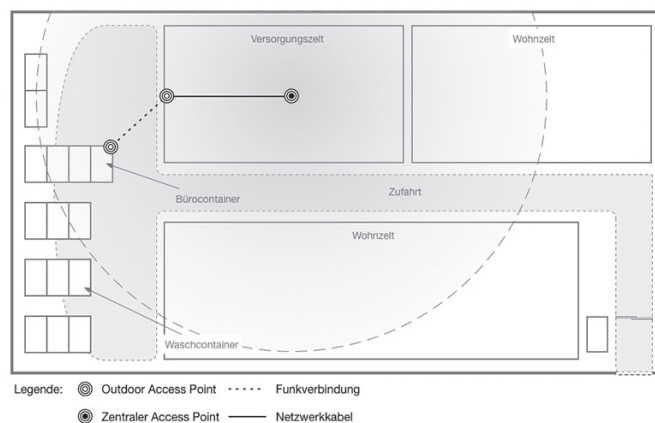 Versorgungszelt
Wohnzelt
Bürocontainer
Zufahrt
Wohnzelt
Waschcontainer
Legende: Outdoor Access Point Funkverbindung
Zentraler Access Point Netzwerkkabel